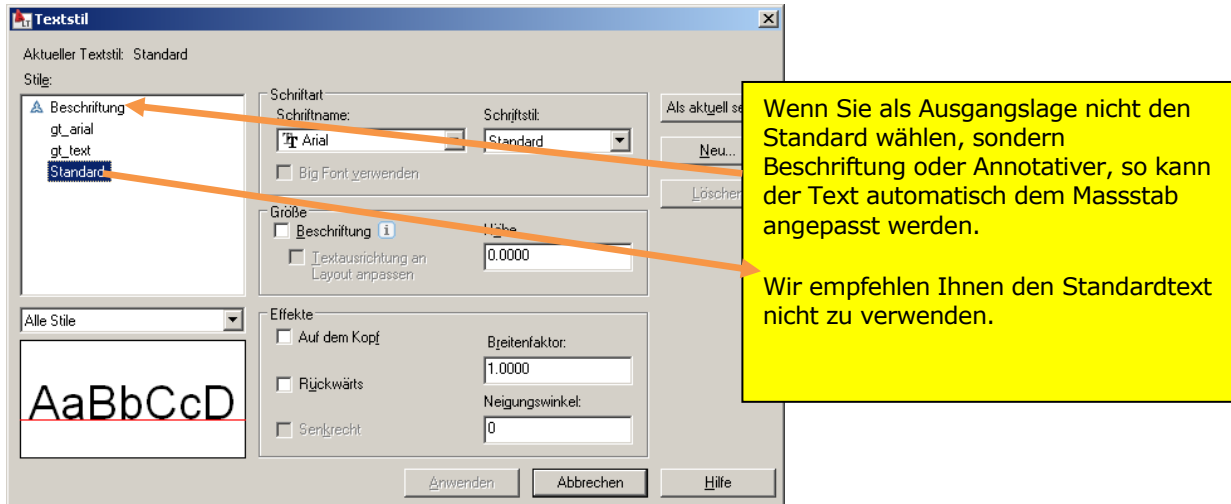 Textstil
Aktueller Textstil: Standard
Stile:
Beschriftung
gt_arial
gt_text
Standard
Alle Stile
AaBbCcD
Schriftart
Schriftname:
Arial
Schriftstil:
Standard
Big Font verwenden
Größe
Beschriftung
Textausrichtung an
Layout anpassen
Höhe
0.0000
Effekte
Auf dem Kopf
Rückwärts
Senkrecht
Breitenfaktor:
1.0000
Neigungswinkel:
0
Als aktuell se
Neu...
Löschen
Anwenden
Abbrechen
Hilfe
Wenn Sie als Ausgangslage nicht den
Standard wählen, sondern
Beschriftung oder Annotativer, so kann
der Text automatisch dem Massstab
angepasst werden.
Wir empfehlen Ihnen den Standardtext
nicht zu verwenden.